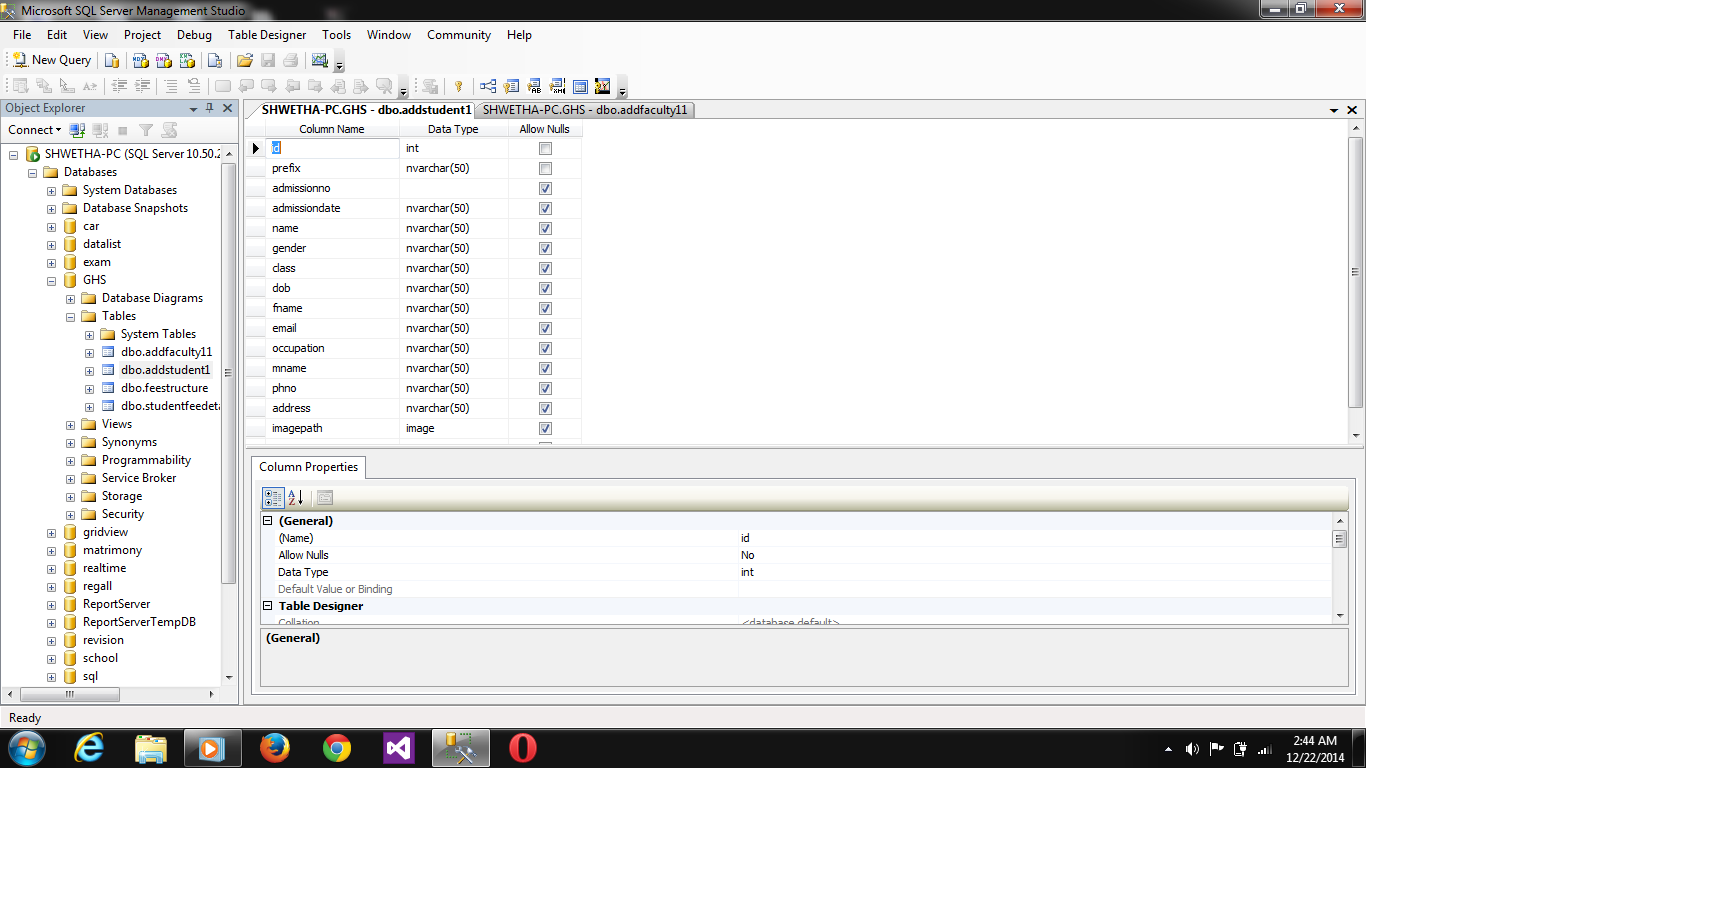 Microsoft SQL Server Management Studio
File Edit View Project Debug Table Designer Tools Window Community Help
New Query
Object Explorer
Connect
SHWETHA-PC (SQL Server 10.50.2
Databases
System Databases
Database Snapshots
car
datalist
exam
GHS
Database Diagrams
Tables
System Tables
dbo.addfaculty11
dbo.addstudent1
dbo.feestructure
dbo.studentfeedeta
Views
Synonyms
Programmability
Service Broker
Storage
Security
gridview
matrimony
realtime
regall
ReportServer
ReportServerTempDB
revision
school
sql
SHWETHA-PC.GHS - dbo.addstudent1 SHWETHA-PC.GHS - dbo.addfaculty11
Column Name Data Type Allow Nulls
id int
prefix nvarchar(50)
admissionno
admissiondate nvarchar(50)
name nvarchar(50)
gender nvarchar(50)
class nvarchar(50)
dob nvarchar(50)
fname nvarchar(50)
email nvarchar(50)
occupation nvarchar(50)
mname nvarchar(50)
phno nvarchar(50)
address nvarchar(50)
imagepath image
Column Properties
(General)
(Name) id
Allow Nulls No
Data Type int
Default Value or Binding
Table Designer
Collation <database default>
(General)
Ready
2:44 AM
12/22/2014